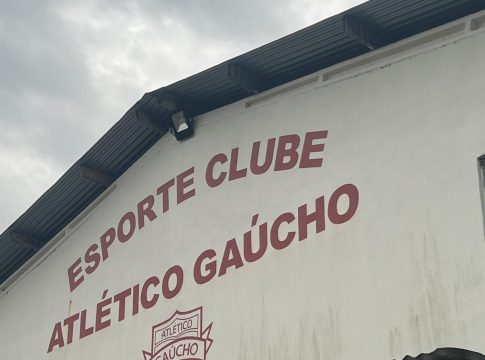 ESPORTE CLUBE
ATLÉTICO GAÚCHO
ATLÉTICO
GAÚCHO